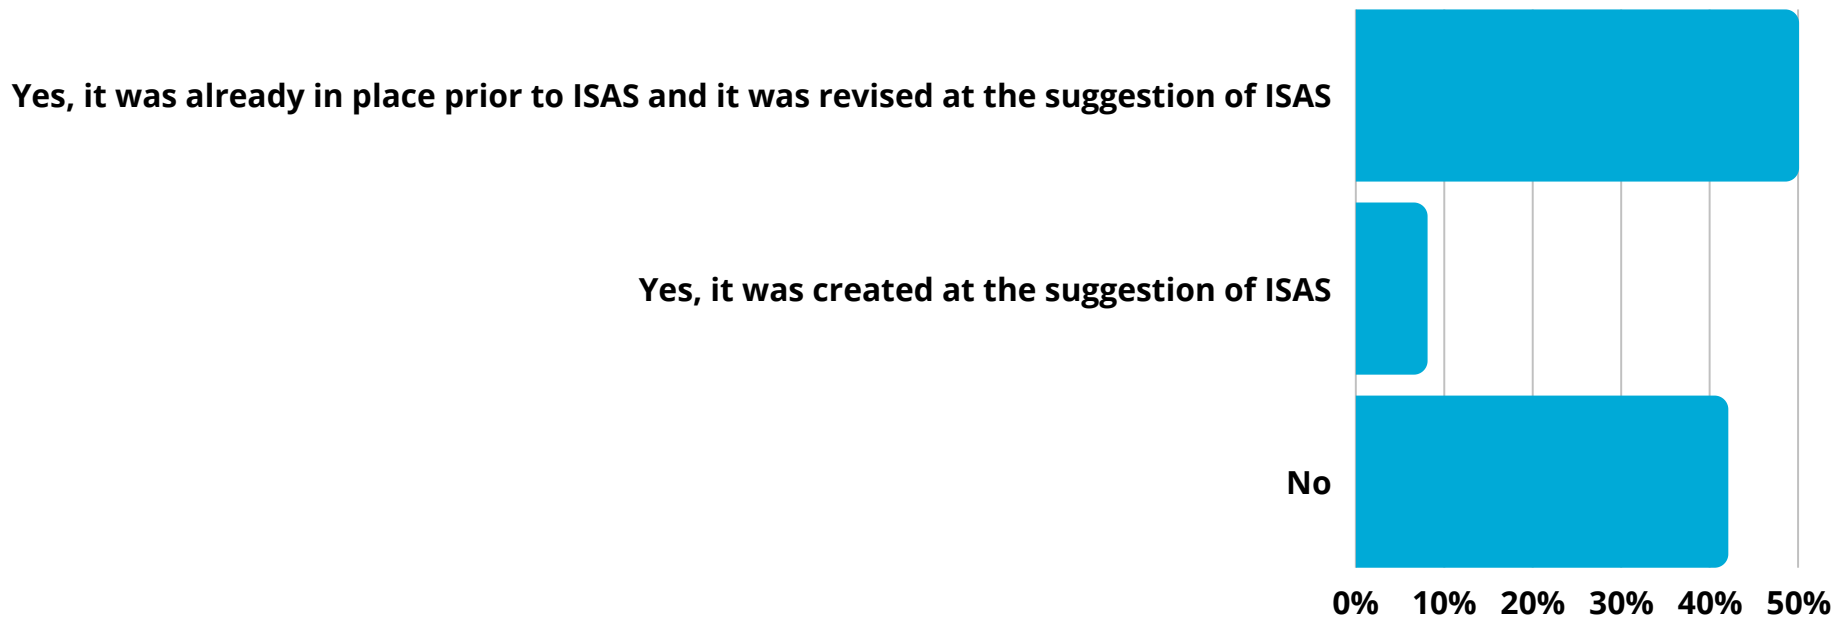 Yes, it was already in place prior to ISAS and it was revised at the suggestion of ISAS
Yes, it was created at the suggestion of ISAS
No
0% 10% 20% 30% 40% 50%